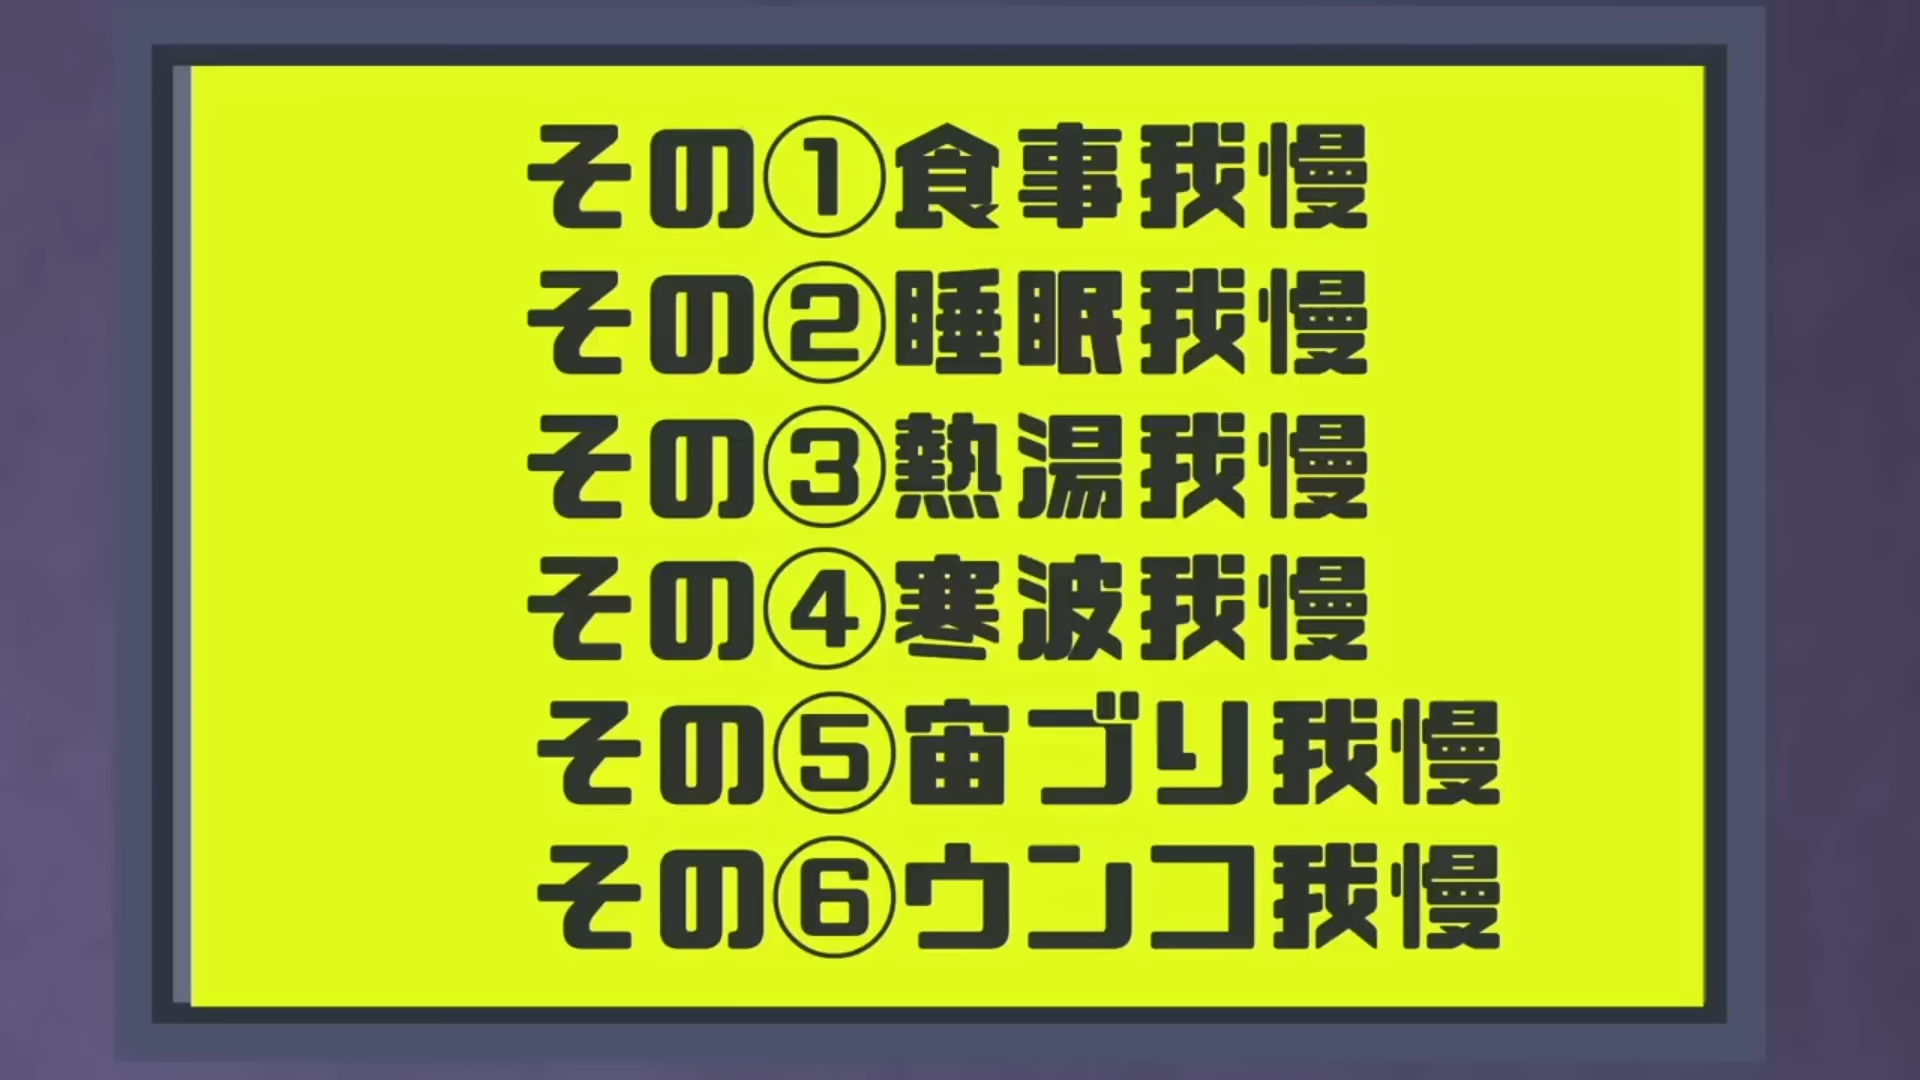 その①食事我慢
その②睡眠我慢
その③熱湯我慢
その④寒波我慢
その⑤宙ブリ我慢
その⑥ウンコ我慢